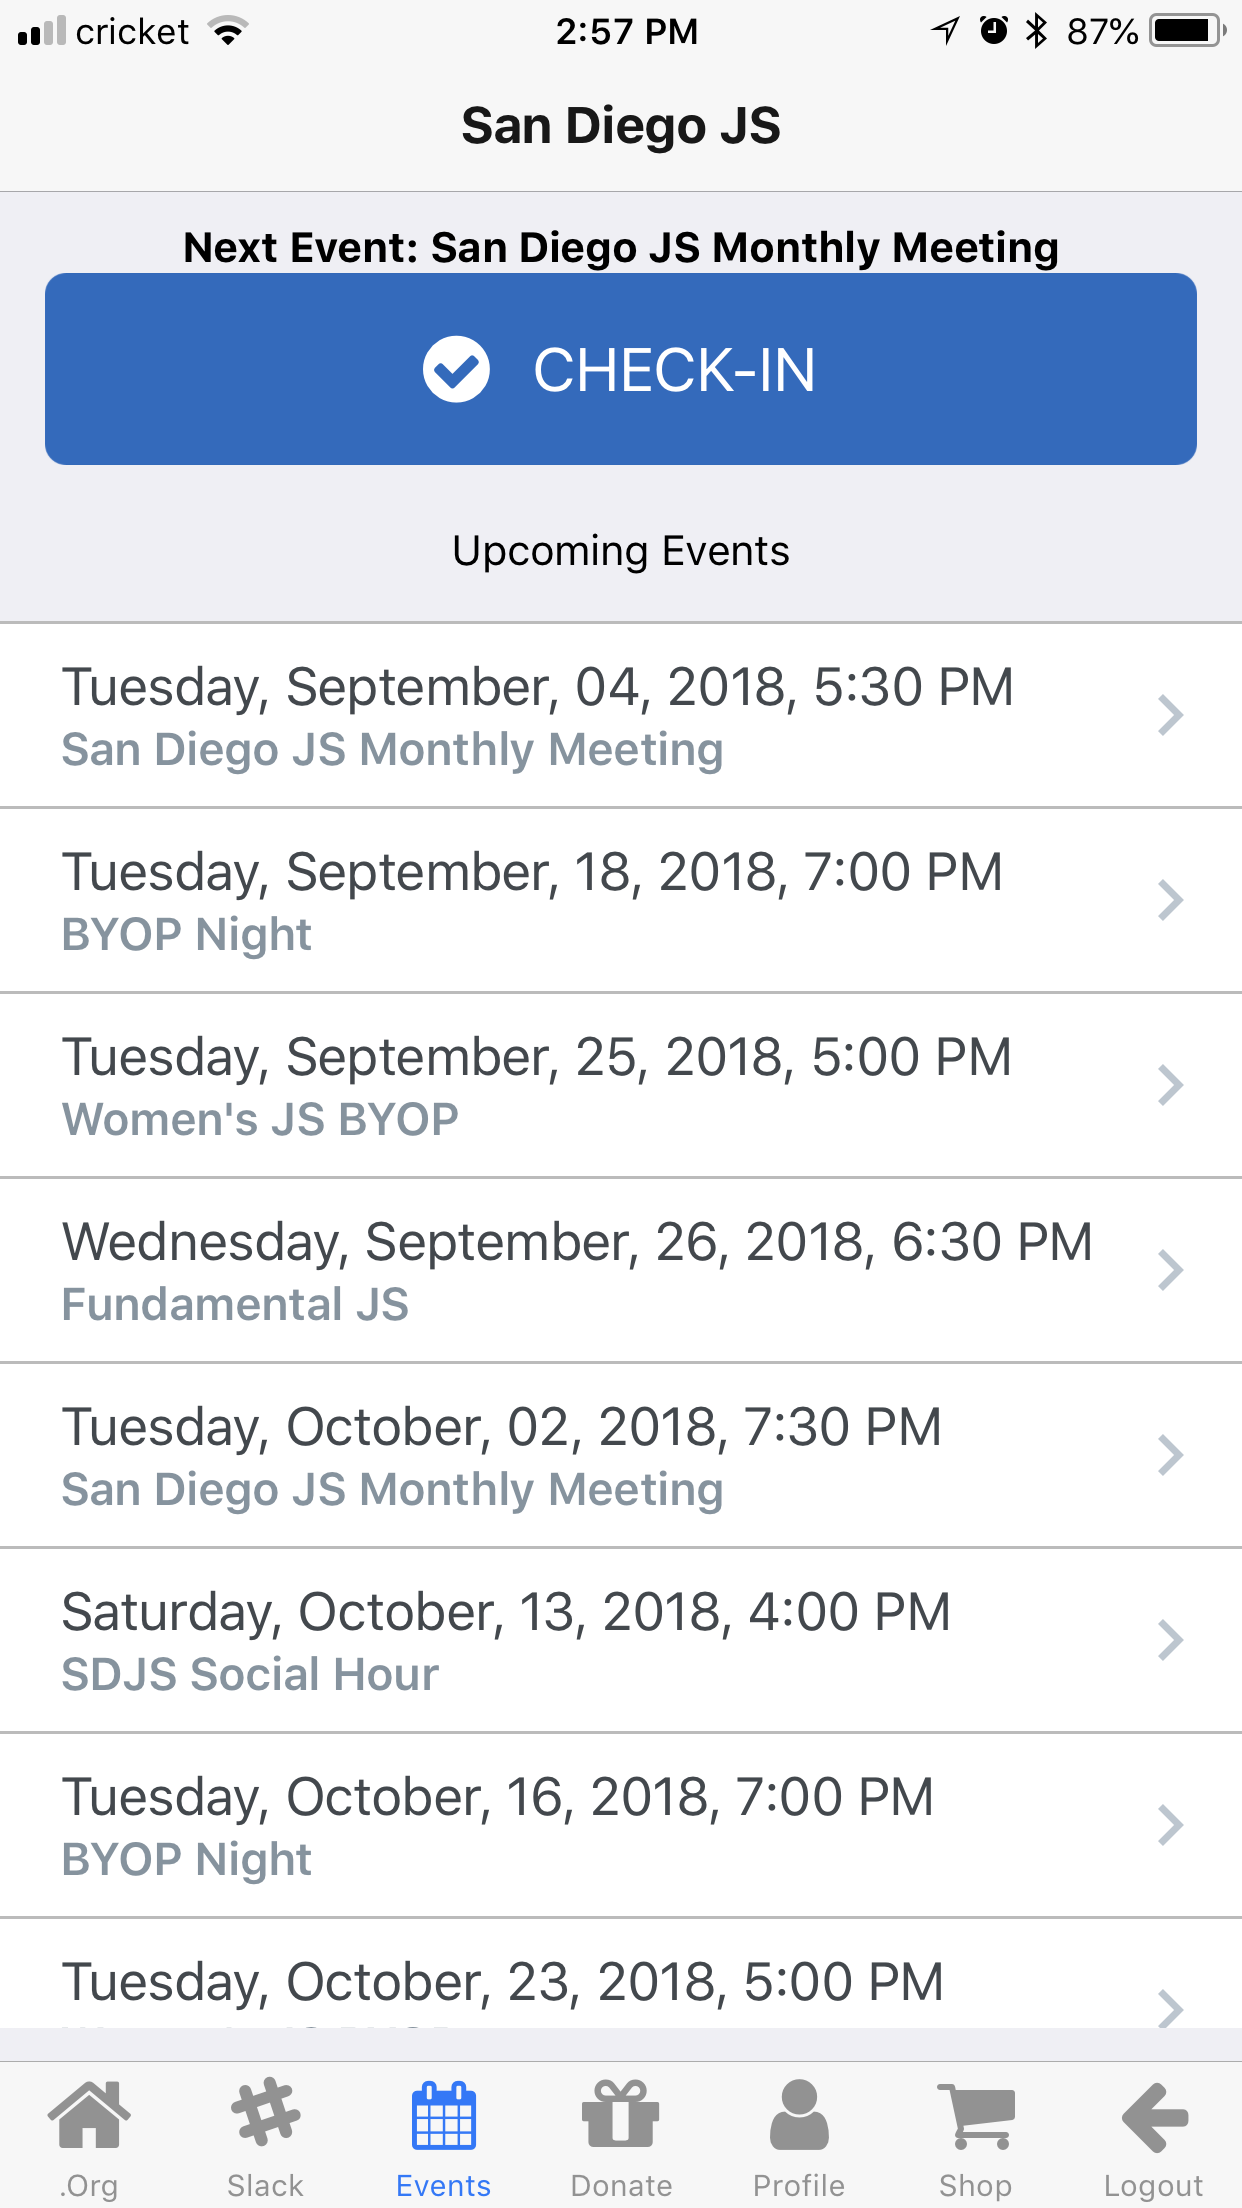 cricket 2:57 PM 87%
San Diego JS
Next Event: San Diego JS Monthly Meeting
CHECK-IN
Upcoming Events
Tuesday, September, 04, 2018, 5:30 PM
San Diego JS Monthly Meeting
Tuesday, September, 18, 2018, 7:00 PM
BYOP Night
Tuesday, September, 25, 2018, 5:00 PM
Women's JS BYOP
Wednesday, September, 26, 2018, 6:30 PM
Fundamental JS
Tuesday, October, 02, 2018, 7:30 PM
San Diego JS Monthly Meeting
Saturday, October, 13, 2018, 4:00 PM
SDJS Social Hour
Tuesday, October, 16, 2018, 7:00 PM
BYOP Night
Tuesday, October, 23, 2018, 5:00 PM
.Org Slack Events Donate Profile Shop Logout